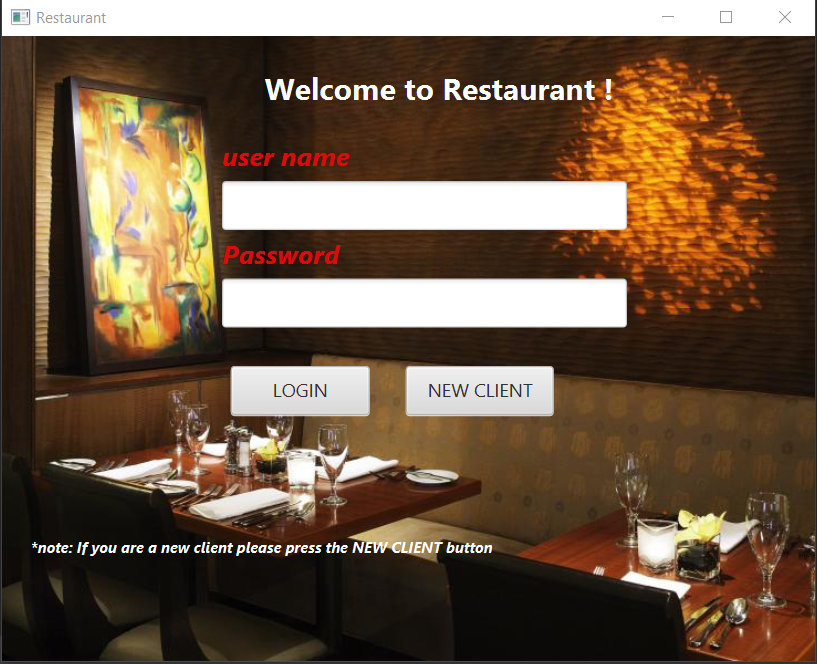 Restaurant
Welcome to Restaurant !
user name
Password
LOGIN
NEW CLIENT
*note: If you are a new client please press the NEW CLIENT button